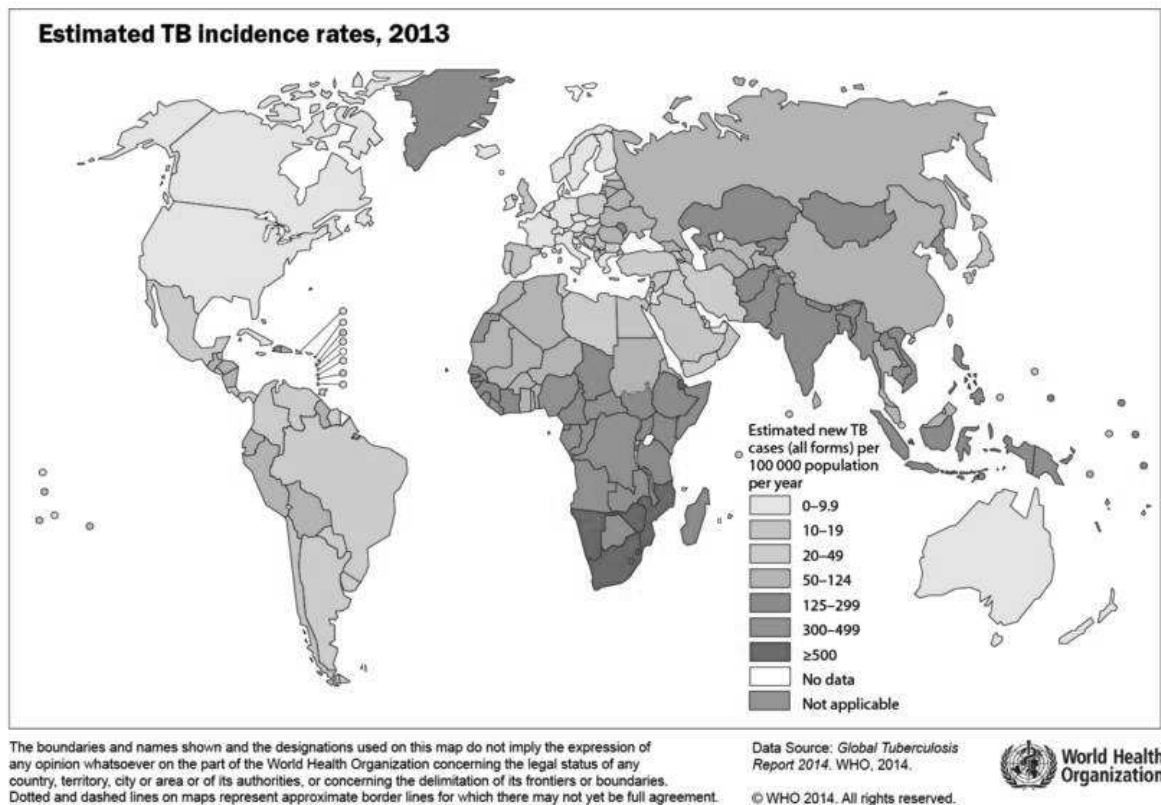 Estimated TB incidence rates, 2013
Estimated new TB
cases (all forms) per
100 000 population
per year
0–9.9
10–19
20–49
50–124
125–299
300–499
≥500
No data
Not applicable
The boundaries and names shown and the designations used on this map do not imply the expression of
any opinion whatsoever on the part of the World Health Organization concerning the legal status of any
country, territory, city or area or of its authorities, or concerning the delimitation of its frontiers or boundaries.
Dotted and dashed lines on maps represent approximate border lines for which there may not yet be full agreement.
Data Source: Global Tuberculosis
Report 2014. WHO, 2014.
© WHO 2014. All rights reserved.
World Health
Organization